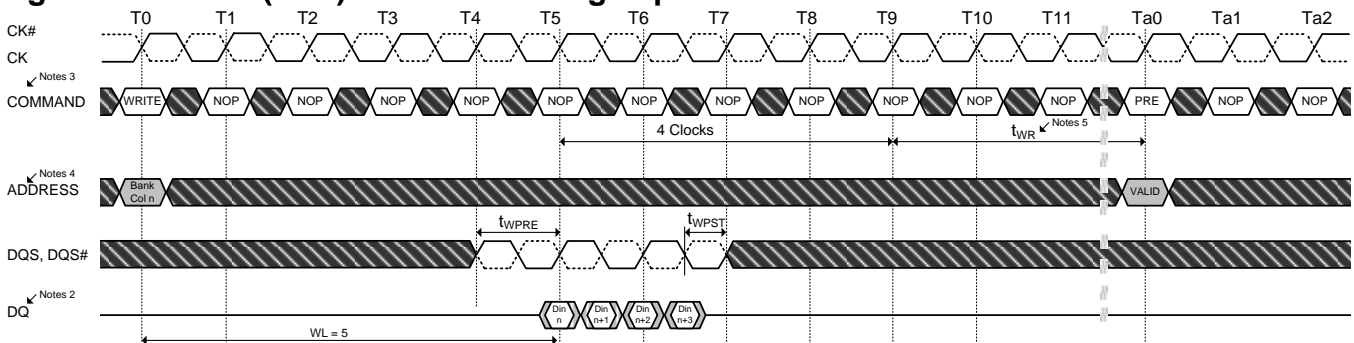 T0 T1 T2 T3 T4 T5 T6 T7 T8 T9 T10 T11 Ta0 Ta1 Ta2
CK#
CK
Notes 3
COMMAND WRITE NOP NOP NOP NOP NOP NOP NOP NOP NOP NOP NOP PRE NOP NOP
4 Clocks tWR Notes 5
Notes 4
ADDRESS Bank Col n VALID
tWPRE tWPST
DQS, DQS#
Notes 2
DQ Din n Din n+1 Din n+2 Din n+3
WL = 5